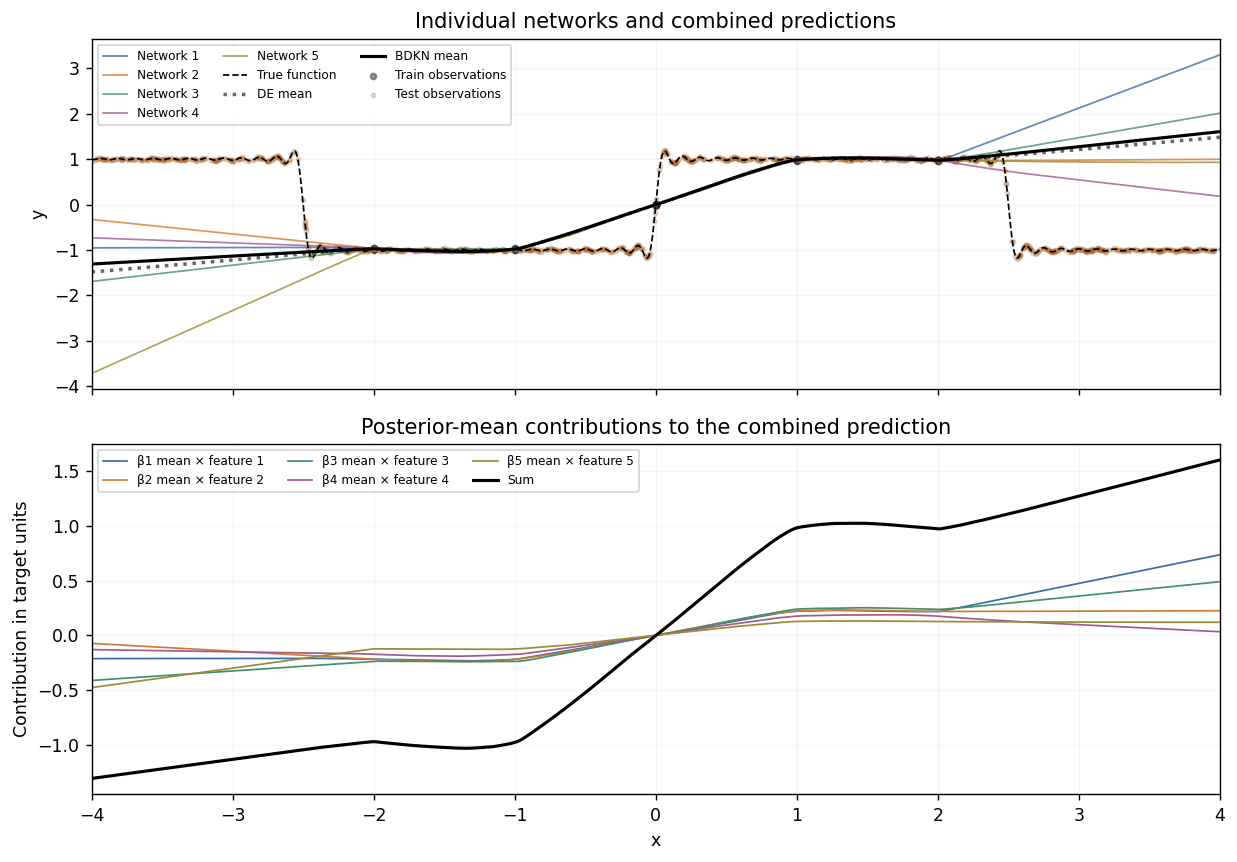 Individual networks and combined predictions
Network 1
Network 2
Network 3
Network 4
Network 5
True function
DE mean
BDKN mean
Train observations
Test observations
y
3
2
1
0
−1
−2
−3
−4
Posterior-mean contributions to the combined prediction
β1 mean × feature 1
β2 mean × feature 2
β3 mean × feature 3
β4 mean × feature 4
β5 mean × feature 5
Sum
Contribution in target units
1.5
1.0
0.5
0.0
−0.5
−1.0
−4 −3 −2 −1 0 1 2 3 4
x